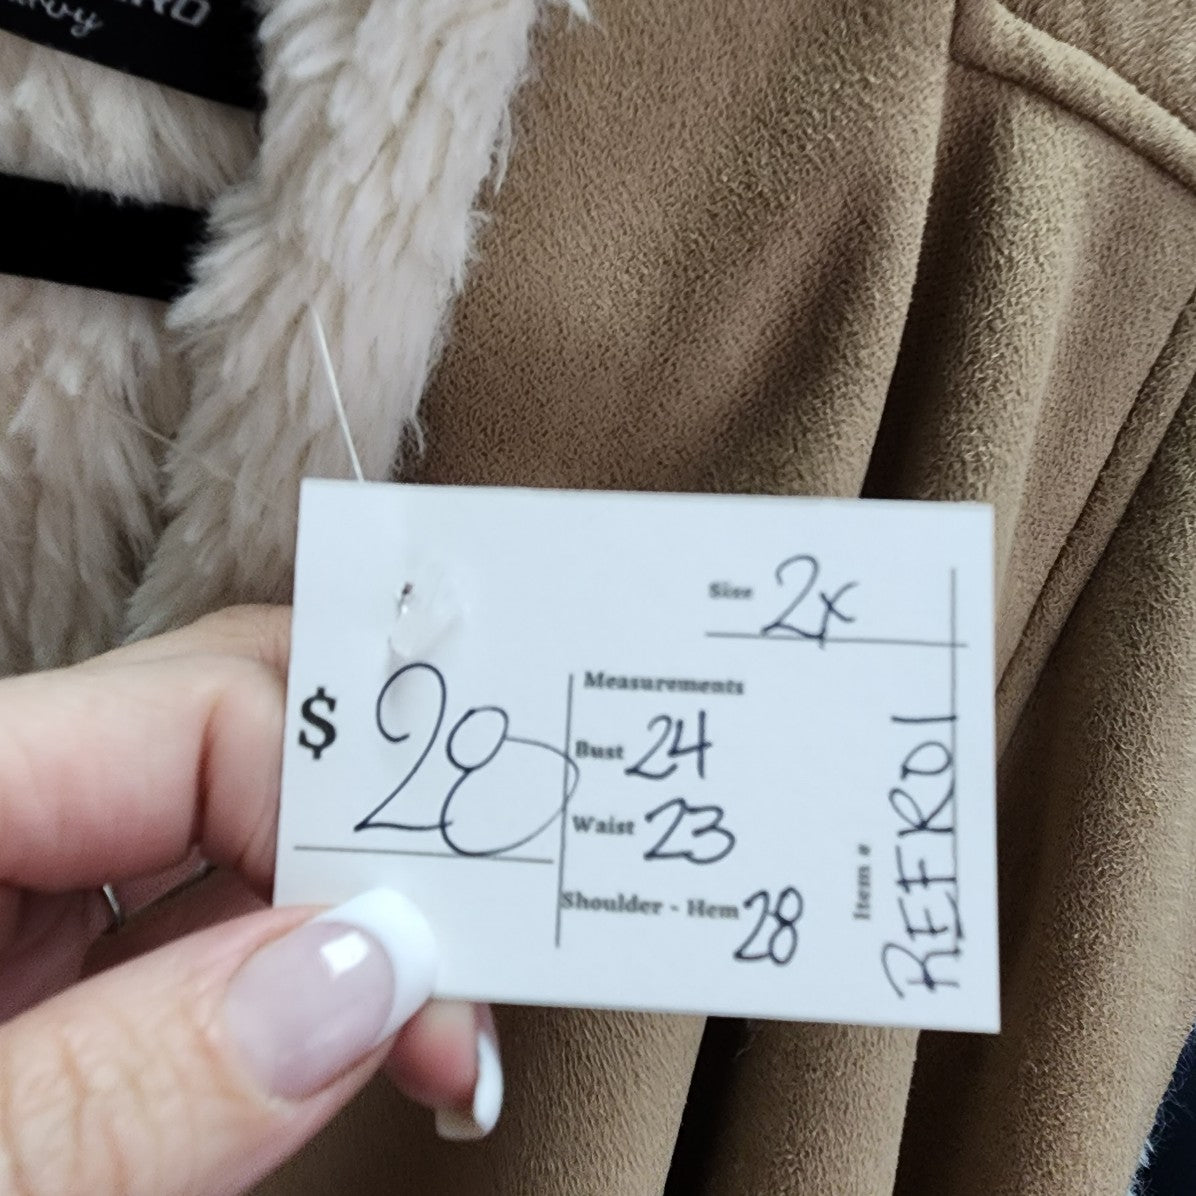 Size 2x
$ 28
Measurements
Bust 24
Waist 23
Shoulder - Hem 28
Item # REFR01